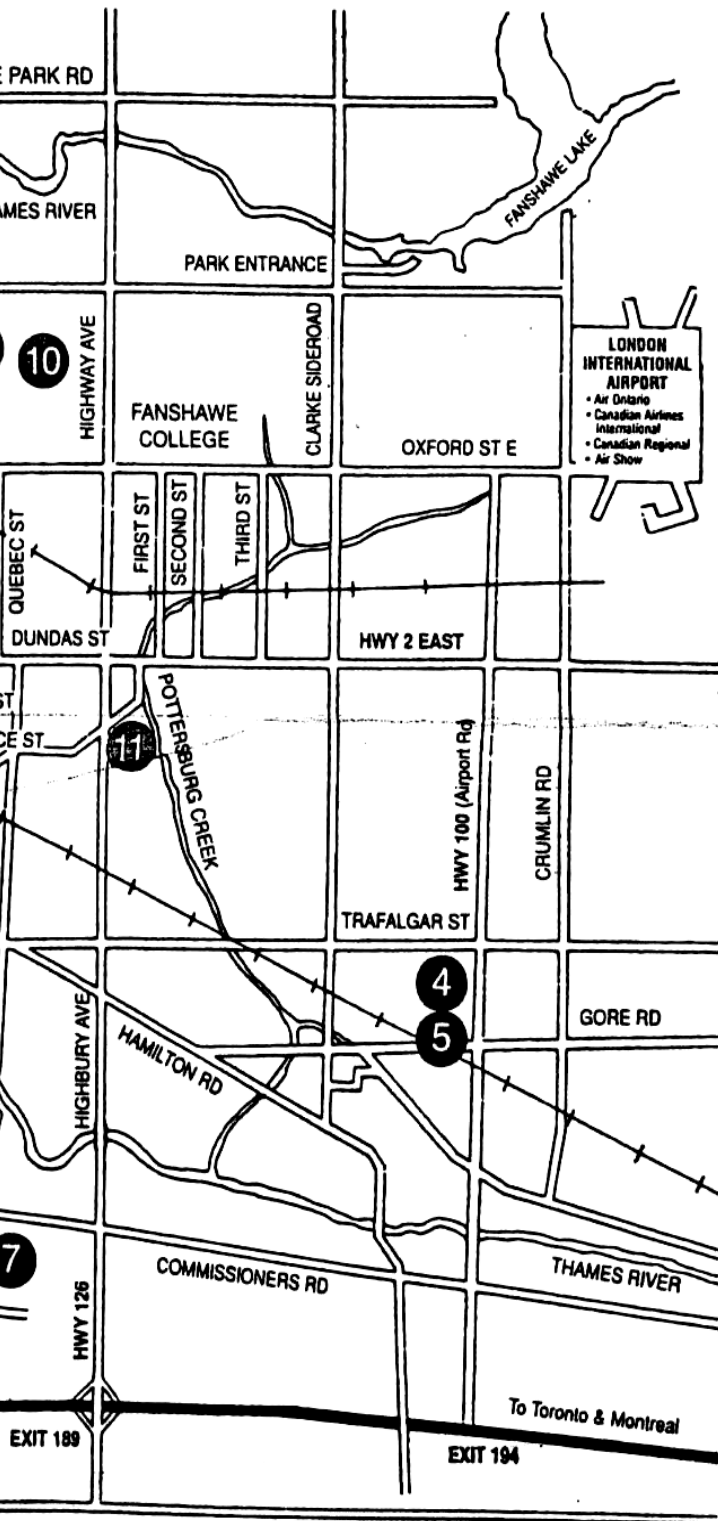 E PARK RD
AMES RIVER
FANSHAWE LAKE
PARK ENTRANCE
10
HIGHWAY AVE
CLARKE SIDEROAD
LONDON
INTERNATIONAL
AIRPORT
• Air Ontario
• Canadian Airlines
International
• Canadian Regional
• Air Show
FANSHAWE
COLLEGE
OXFORD ST E
QUEBEC ST
FIRST ST
SECOND ST
THIRD ST
DUNDAS ST
HWY 2 EAST
ST
CE ST
11
POTTERSBURG CREEK
HWY 100 (Airport Rd)
CRUMLIN RD
TRAFALGAR ST
4
5
GORE RD
HIGHBURY AVE
HAMILTON RD
7
COMMISSIONERS RD
THAMES RIVER
HWY 126
To Toronto & Montreal
EXIT 189
EXIT 194